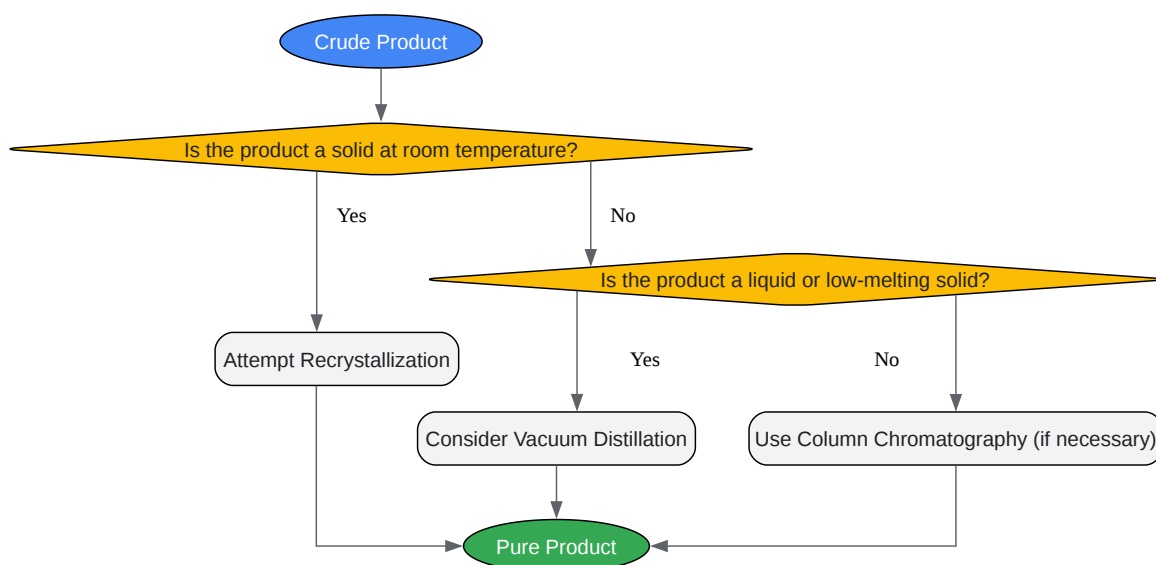 Crude Product
Is the product a solid at room temperature?
Yes
No
Is the product a liquid or low-melting solid?
Attempt Recrystallization
Yes
No
Consider Vacuum Distillation
Use Column Chromatography (if necessary)
Pure Product